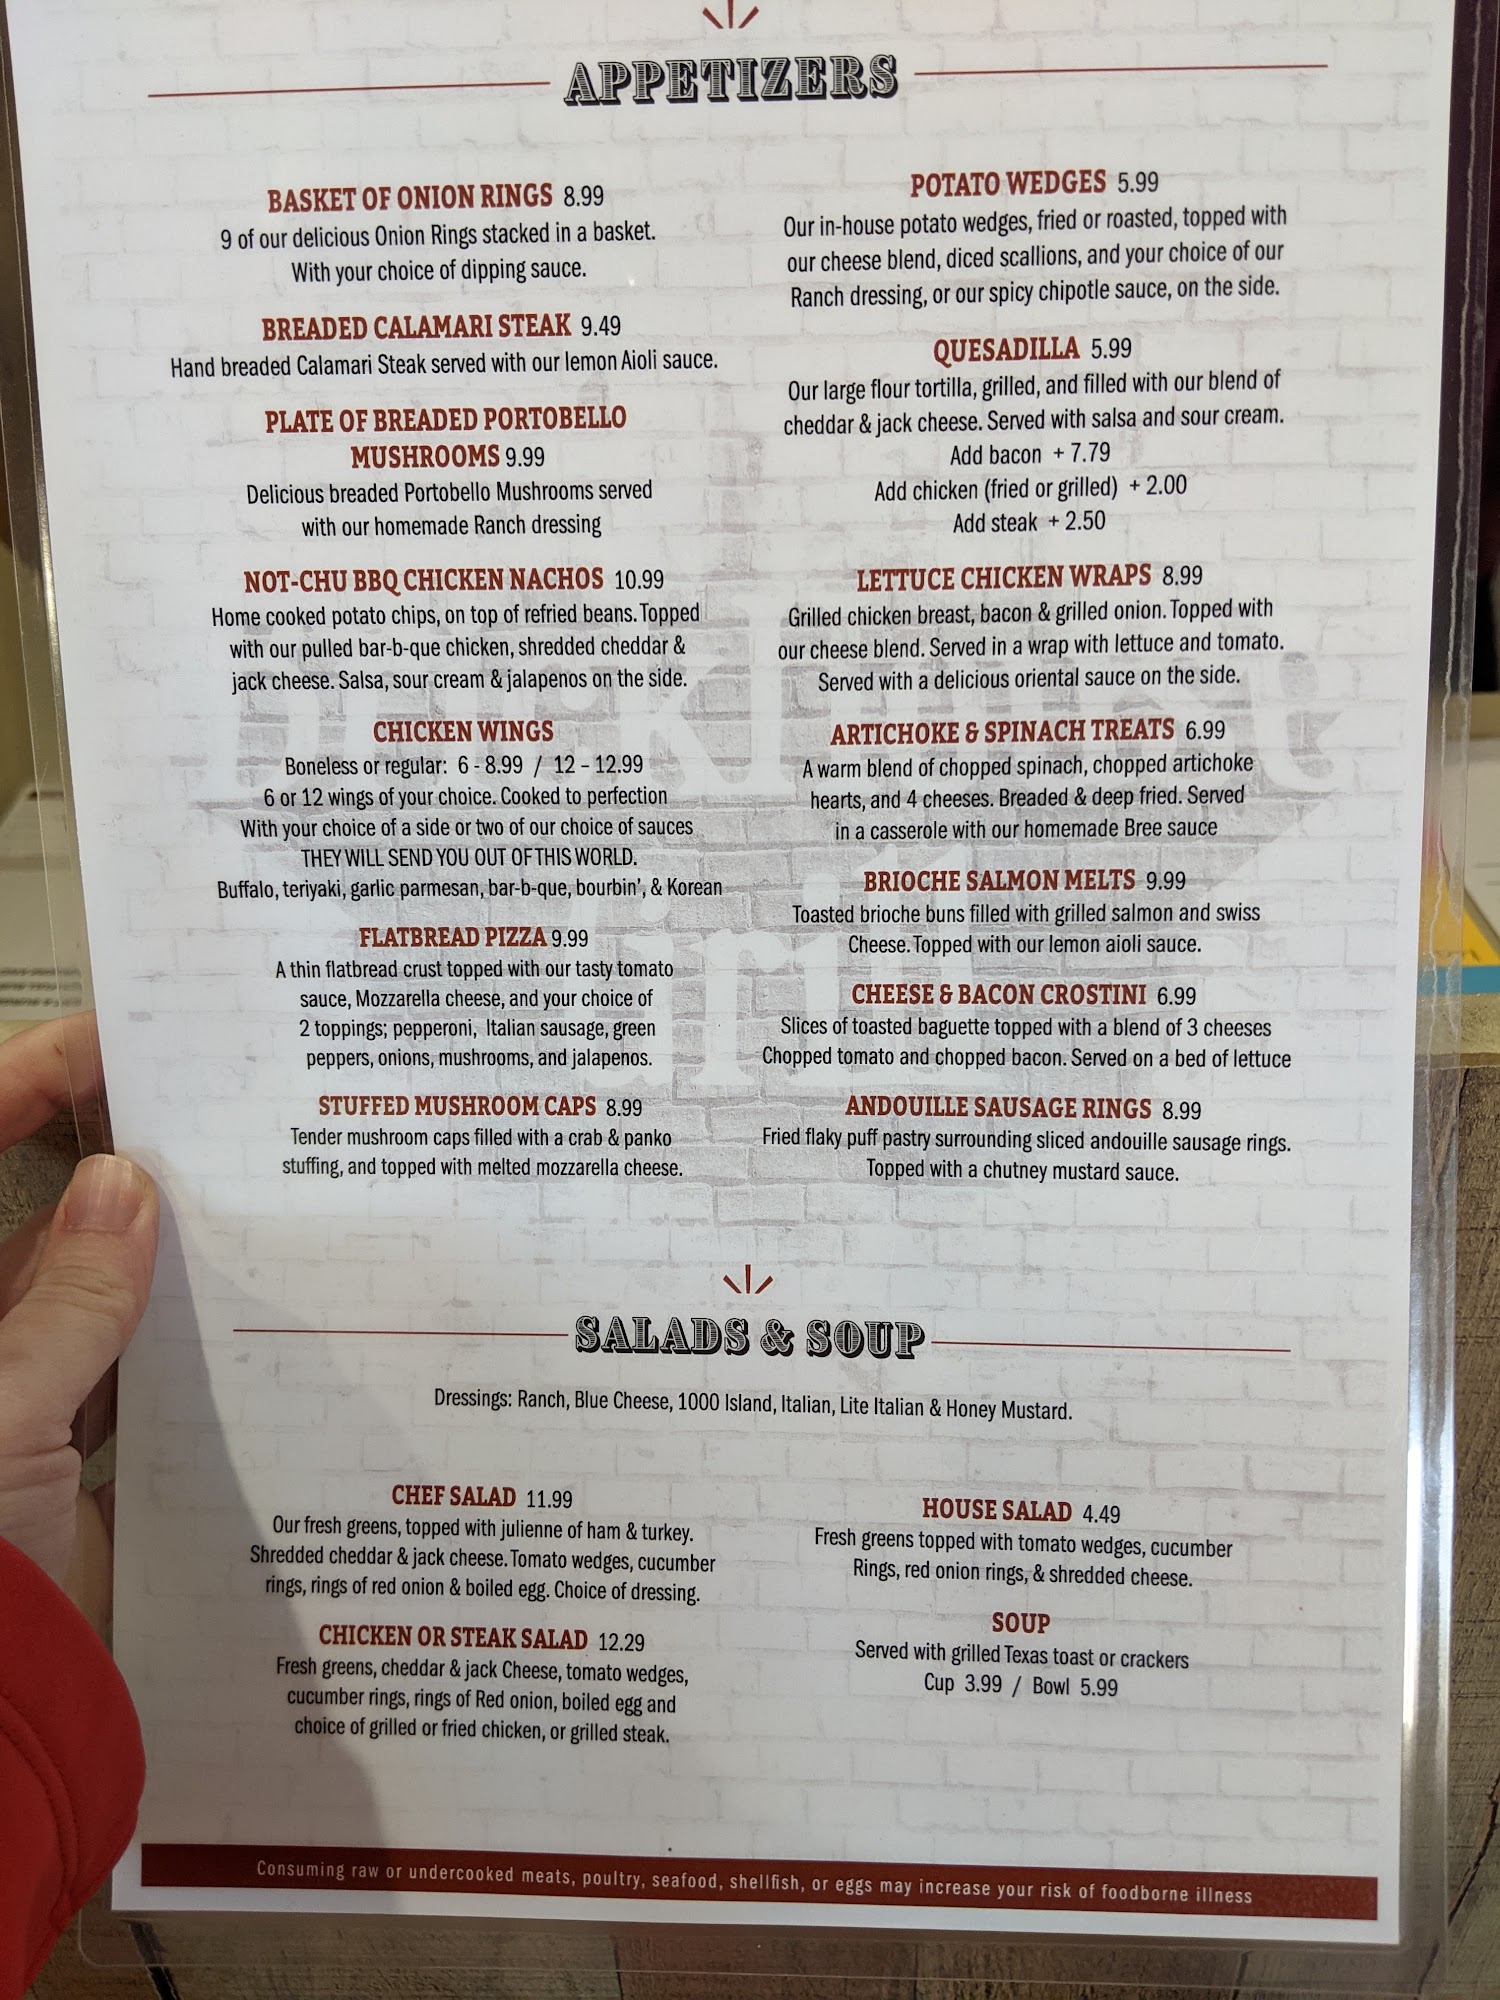 APPETIZERS
BASKET OF ONION RINGS 8.99
9 of our delicious Onion Rings stacked in a basket.
With your choice of dipping sauce.
BREADED CALAMARI STEAK 9.49
Hand breaded Calamari Steak served with our lemon Aioli sauce.
PLATE OF BREADED PORTOBELLO
MUSHROOMS 9.99
Delicious breaded Portobello Mushrooms served
with our homemade Ranch dressing
NOT-CHU BBQ CHICKEN NACHOS 10.99
Home cooked potato chips, on top of refried beans. Topped
with our pulled bar-b-que chicken, shredded cheddar &
jack cheese. Salsa, sour cream & jalapenos on the side.
CHICKEN WINGS
Boneless or regular: 6 - 8.99 / 12 – 12.99
6 or 12 wings of your choice. Cooked to perfection
With your choice of a side or two of our choice of sauces
THEY WILL SEND YOU OUT OF THIS WORLD.
Buffalo, teriyaki, garlic parmesan, bar-b-que, bourbin', & Korean
FLATBREAD PIZZA 9.99
A thin flatbread crust topped with our tasty tomato
sauce, Mozzarella cheese, and your choice of
2 toppings; pepperoni, Italian sausage, green
peppers, onions, mushrooms, and jalapenos.
STUFFED MUSHROOM CAPS 8.99
Tender mushroom caps filled with a crab & panko
stuffing, and topped with melted mozzarella cheese.
POTATO WEDGES 5.99
Our in-house potato wedges, fried or roasted, topped with
our cheese blend, diced scallions, and your choice of our
Ranch dressing, or our spicy chipotle sauce, on the side.
QUESADILLA 5.99
Our large flour tortilla, grilled, and filled with our blend of
cheddar & jack cheese. Served with salsa and sour cream.
Add bacon + 7.79
Add chicken (fried or grilled) + 2.00
Add steak + 2.50
LETTUCE CHICKEN WRAPS 8.99
Grilled chicken breast, bacon & grilled onion. Topped with
our cheese blend. Served in a wrap with lettuce and tomato.
Served with a delicious oriental sauce on the side.
ARTICHOKE & SPINACH TREATS 6.99
A warm blend of chopped spinach, chopped artichoke
hearts, and 4 cheeses. Breaded & deep fried. Served
in a casserole with our homemade Bree sauce
BRIOCHE SALMON MELTS 9.99
Toasted brioche buns filled with grilled salmon and swiss
Cheese. Topped with our lemon aioli sauce.
CHEESE & BACON CROSTINI 6.99
Slices of toasted baguette topped with a blend of 3 cheeses
Chopped tomato and chopped bacon. Served on a bed of lettuce
ANDOUILLE SAUSAGE RINGS 8.99
Fried flaky puff pastry surrounding sliced andouille sausage rings.
Topped with a chutney mustard sauce.
SALADS & SOUP
Dressings: Ranch, Blue Cheese, 1000 Island, Italian, Lite Italian & Honey Mustard.
CHEF SALAD 11.99
Our fresh greens, topped with julienne of ham & turkey.
Shredded cheddar & jack cheese. Tomato wedges, cucumber
rings, rings of red onion & boiled egg. Choice of dressing.
CHICKEN OR STEAK SALAD 12.29
Fresh greens, cheddar & jack Cheese, tomato wedges,
cucumber rings, rings of Red onion, boiled egg and
choice of grilled or fried chicken, or grilled steak.
HOUSE SALAD 4.49
Fresh greens topped with tomato wedges, cucumber
Rings, red onion rings, & shredded cheese.
SOUP
Served with grilled Texas toast or crackers
Cup 3.99 / Bowl 5.99
Consuming raw or undercooked meats, poultry, seafood, shellfish, or eggs may increase your risk of foodborne illness